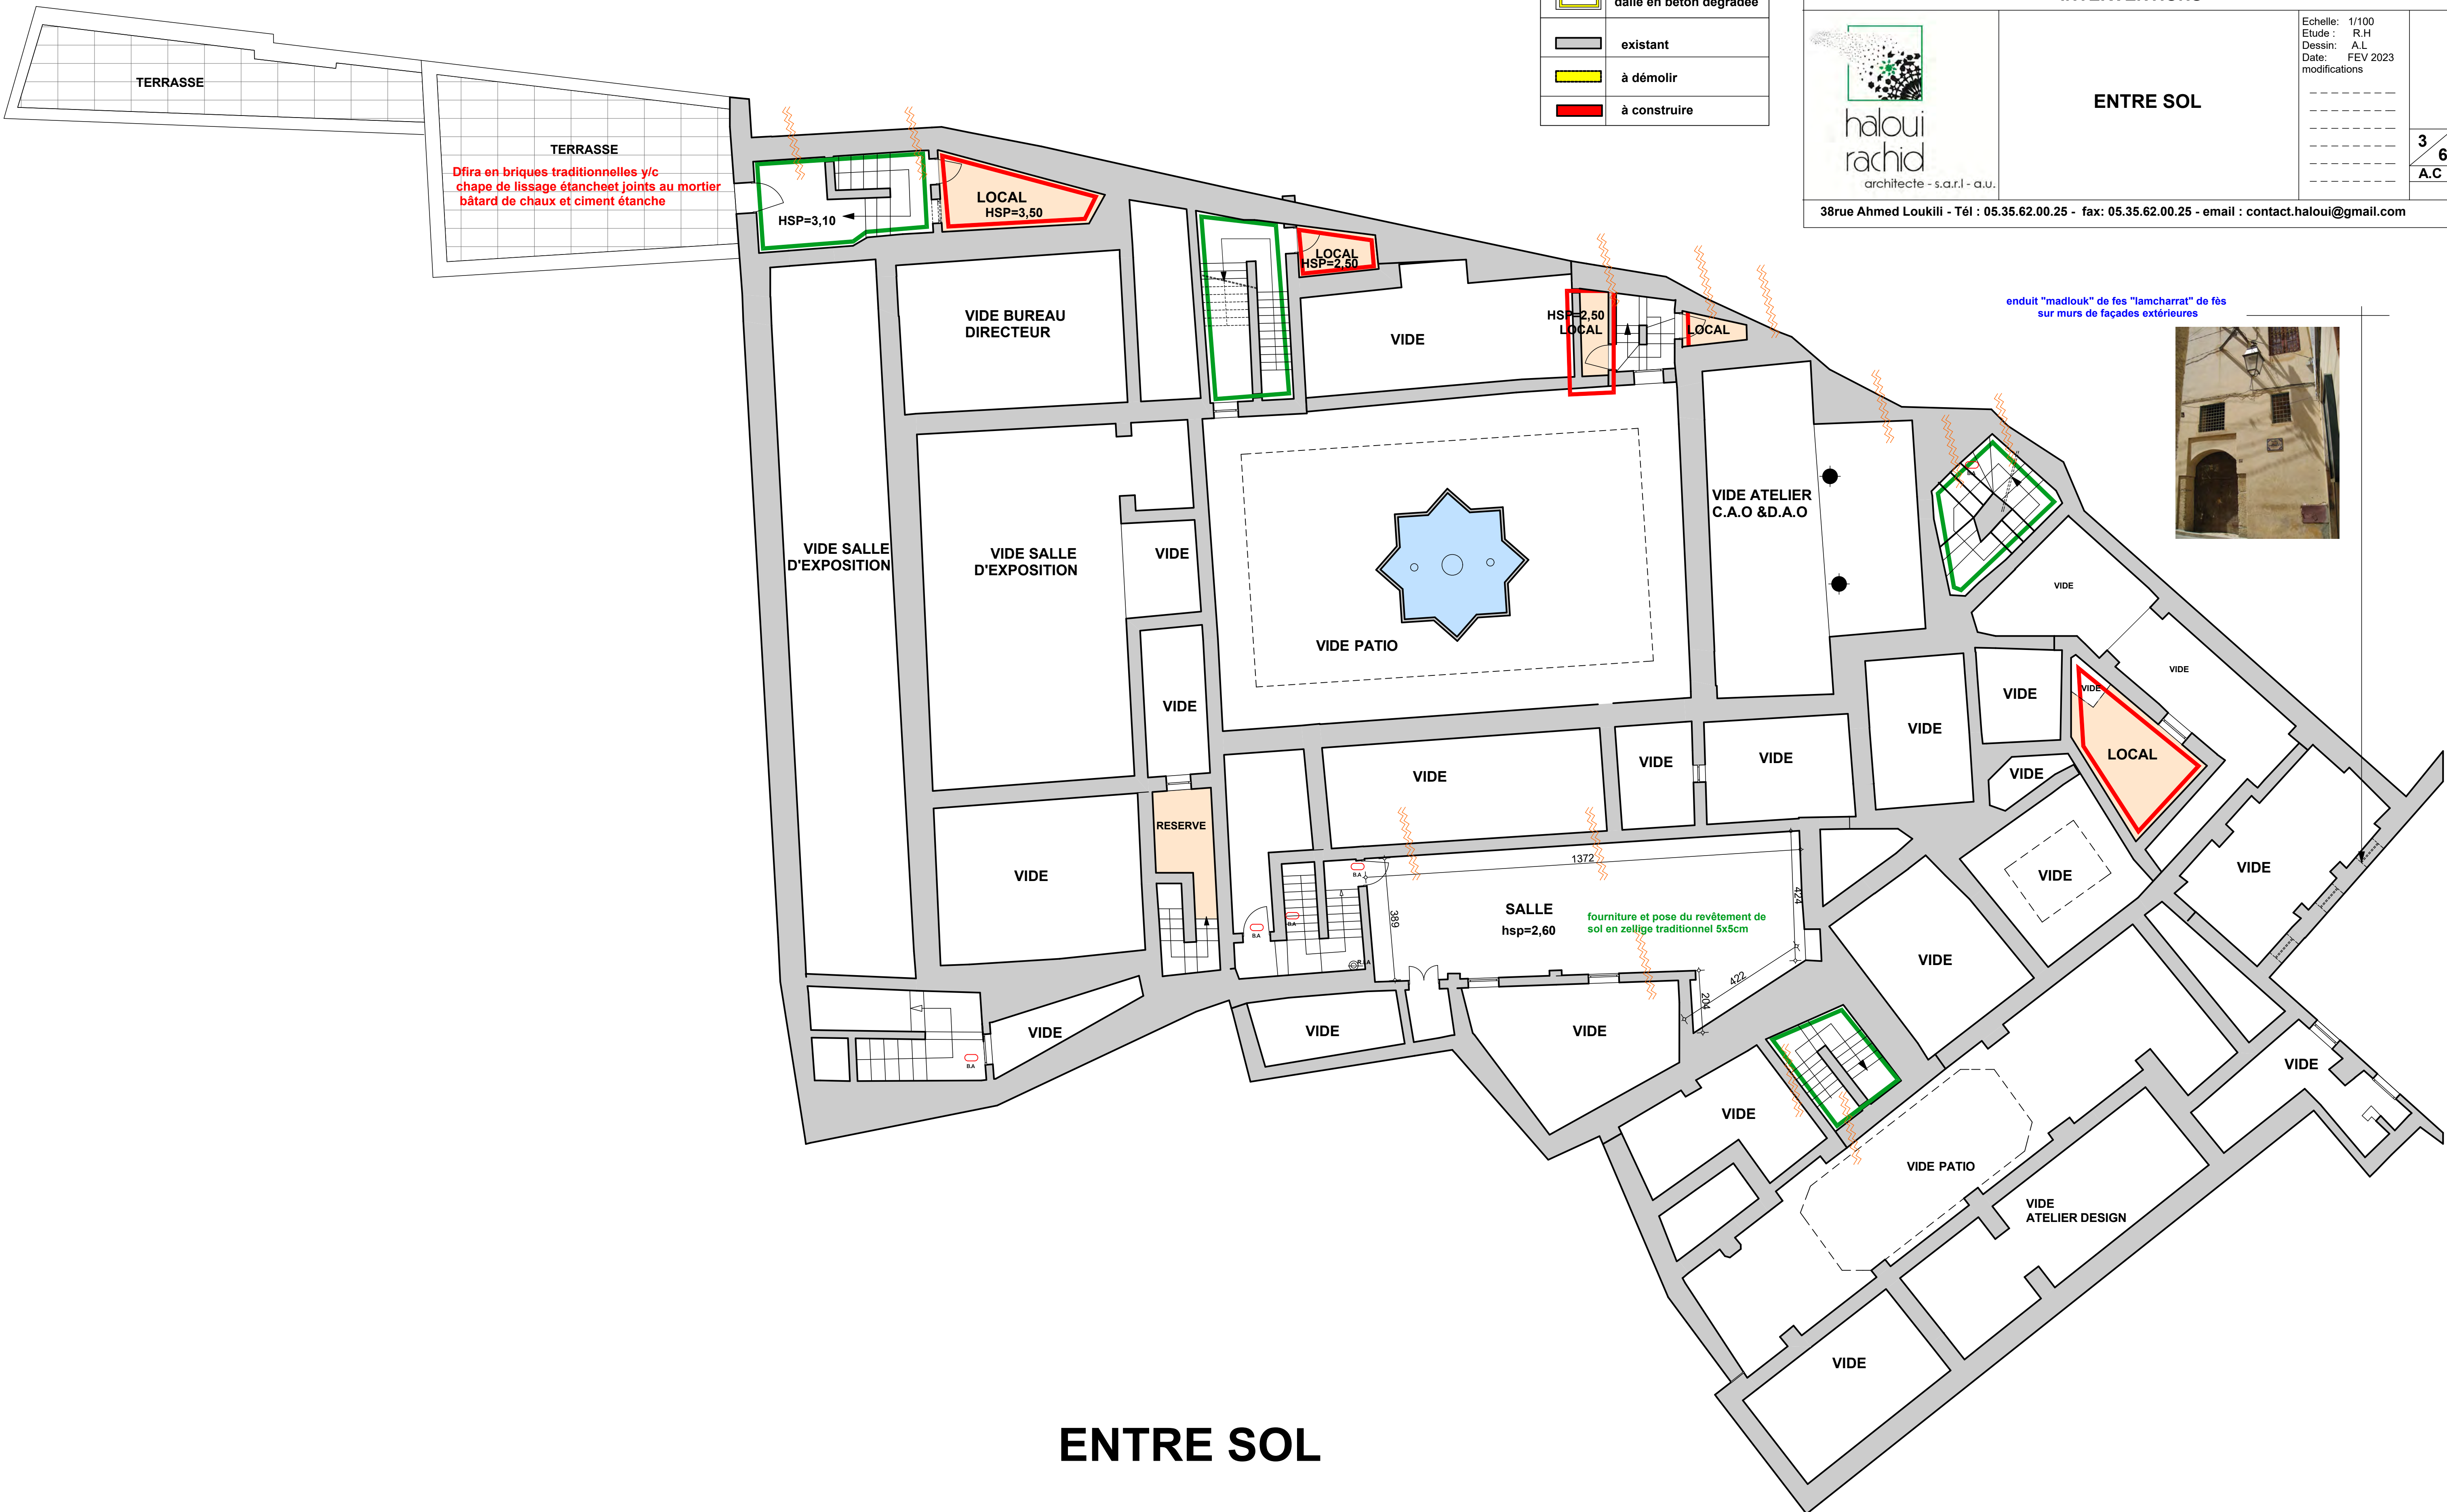 dalle en béton dégradée
existant
à démolir
à construire
haloui
rachid
architecte - s.a.r.l - a.u.
ENTRE SOL
Echelle: 1/100
Etude : R.H
Dessin: A.L
Date: FEV 2023
modifications
3/6
A.C
38rue Ahmed Loukili - Tél : 05.35.62.00.25 - fax: 05.35.62.00.25 - email : contact.haloui@gmail.com
TERRASSE
TERRASSE
Dfira en briques traditionnelles y/c
chape de lissage étancheet joints au mortier
bâtard de chaux et ciment étanche
HSP=3,10
LOCAL
HSP=3,50
LOCAL
HSP=2,50
HSP=2,50
LOCAL
LOCAL
enduit "madlouk" de fes "lamcharrat" de fès
sur murs de façades extérieures
VIDE BUREAU
DIRECTEUR
VIDE
VIDE ATELIER
C.A.O &D.A.O
B.A
VIDE SALLE
D'EXPOSITION
VIDE SALLE
D'EXPOSITION
VIDE
VIDE PATIO
VIDE
VIDE
VIDE
VIDE
VIDE
VIDE
LOCAL
VIDE
VIDE
VIDE
VIDE
VIDE
VIDE
RESERVE
VIDE
B.A
B.A
B.A
R.I.A
1372
389
424
422
204
SALLE
hsp=2,60
fourniture et pose du revêtement de
sol en zellige traditionnel 5x5cm
VIDE
VIDE
VIDE
VIDE
B.A
VIDE
VIDE
VIDE
VIDE
VIDE PATIO
VIDE
ATELIER DESIGN
VIDE
ENTRE SOL